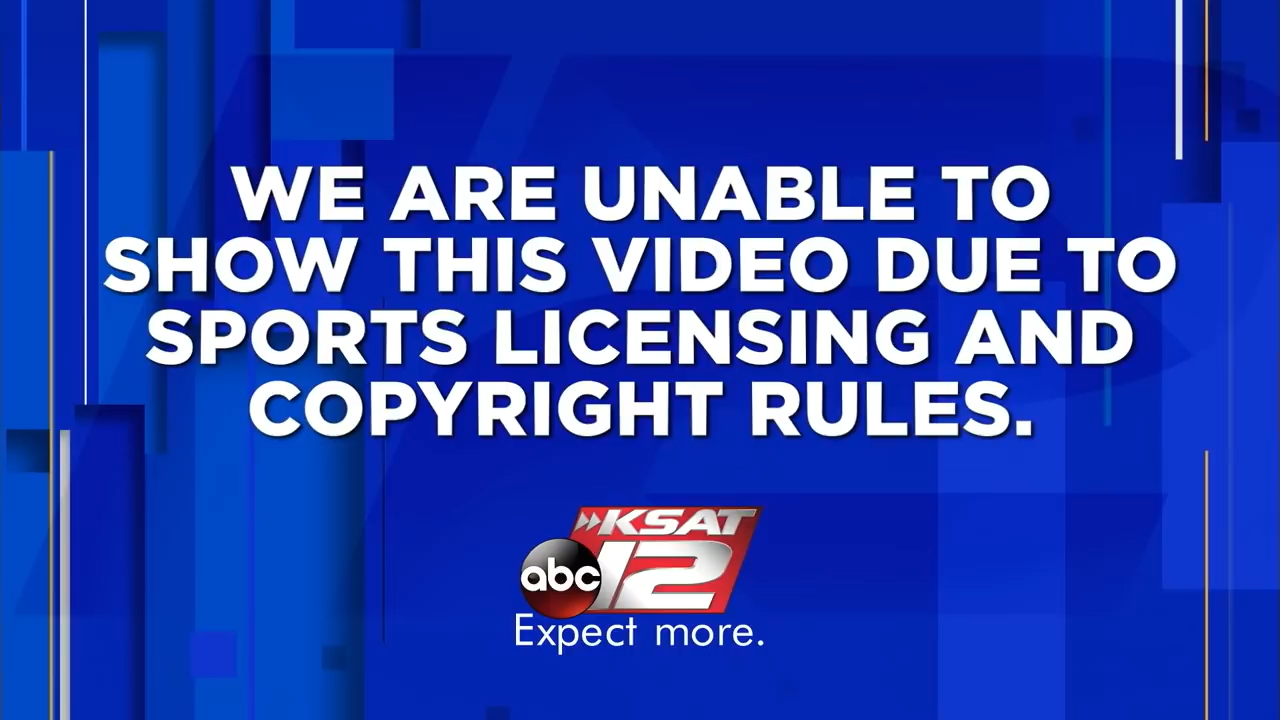 WE ARE UNABLE TO
SHOW THIS VIDEO DUE TO
SPORTS LICENSING AND
COPYRIGHT RULES.
KSAT
abc 12
Expect more.